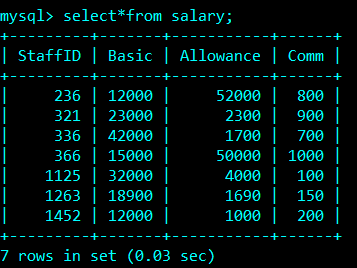 mysql> select*from salary;
+---------+-------+-----------+------+
| StaffID | Basic | Allowance | Comm |
+---------+-------+-----------+------+
|     236 | 12000 |     52000 |  800 |
|     321 | 23000 |      2300 |  900 |
|     336 | 42000 |      1700 |  700 |
|     366 | 15000 |     50000 | 1000 |
|    1125 | 32000 |      4000 |  100 |
|    1263 | 18900 |      1690 |  150 |
|    1452 | 12000 |      1000 |  200 |
+---------+-------+-----------+------+
7 rows in set (0.03 sec)